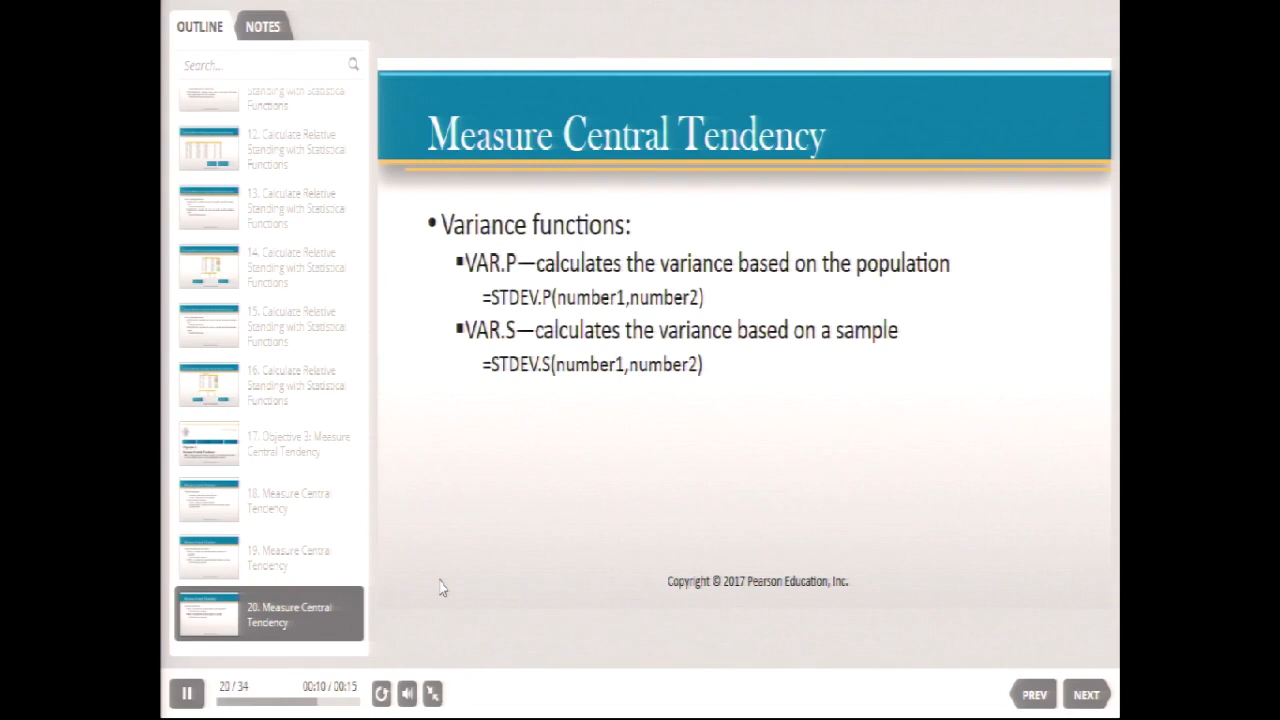 OUTLINE
NOTES
Search...
Standing with Statistical
Functions
12. Calculate Relative
Standing with Statistical
Functions
13. Calculate Relative
Standing with Statistical
Functions
14. Calculate Relative
Standing with Statistical
Functions
15. Calculate Relative
Standing with Statistical
Functions
16. Calculate Relative
Standing with Statistical
Functions
17. Objective 3: Measure
Central Tendency
18. Measure Central
Tendency
19. Measure Central
Tendency
20. Measure Central
Tendency
Measure Central Tendency
• Variance functions:
▪VAR.P—calculates the variance based on the population
=STDEV.P(number1,number2)
▪VAR.S—calculates the variance based on a sample
=STDEV.S(number1,number2)
Copyright © 2017 Pearson Education, Inc.
20 / 34
00:10 / 00:15
PREV
NEXT